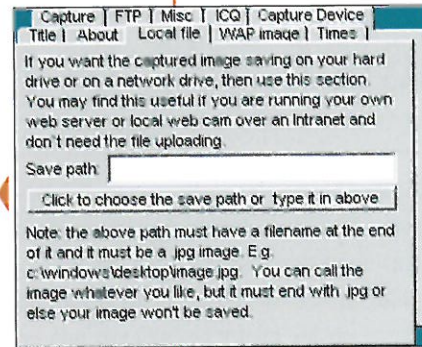 Capture | FTP | Misc | ICQ | Capture Device
Title | About | Local file | WAP image | Times
If you want the captured image saving on your hard
drive or on a network drive, then use this section.
You may find this useful if you are running your own
web server or local web cam over an Intranet and
don't need the file uploading.
Save path:
Click to choose the save path or type it in above
Note: the above path must have a filename at the end
of it and it must be a .jpg image. E.g.
c:\windows\desktop\image.jpg. You can call the
image whatever you like, but it must end with .jpg or
else your image won't be saved.